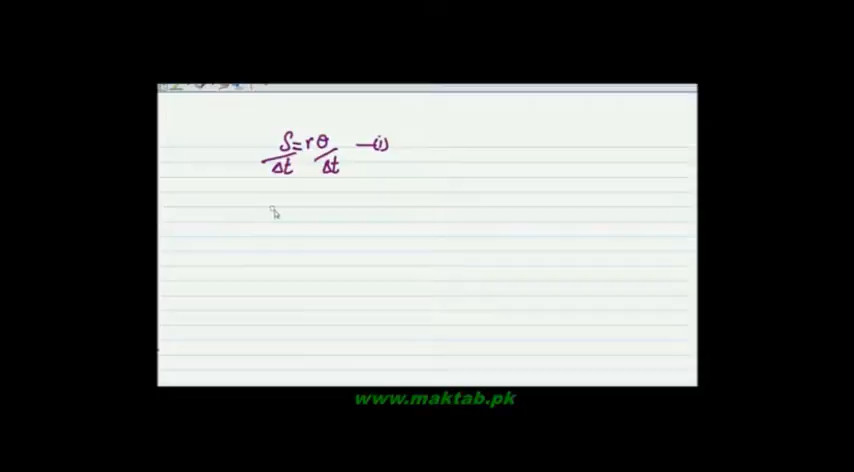 S=rθ —(i)
Δt Δt
www.maktab.pk